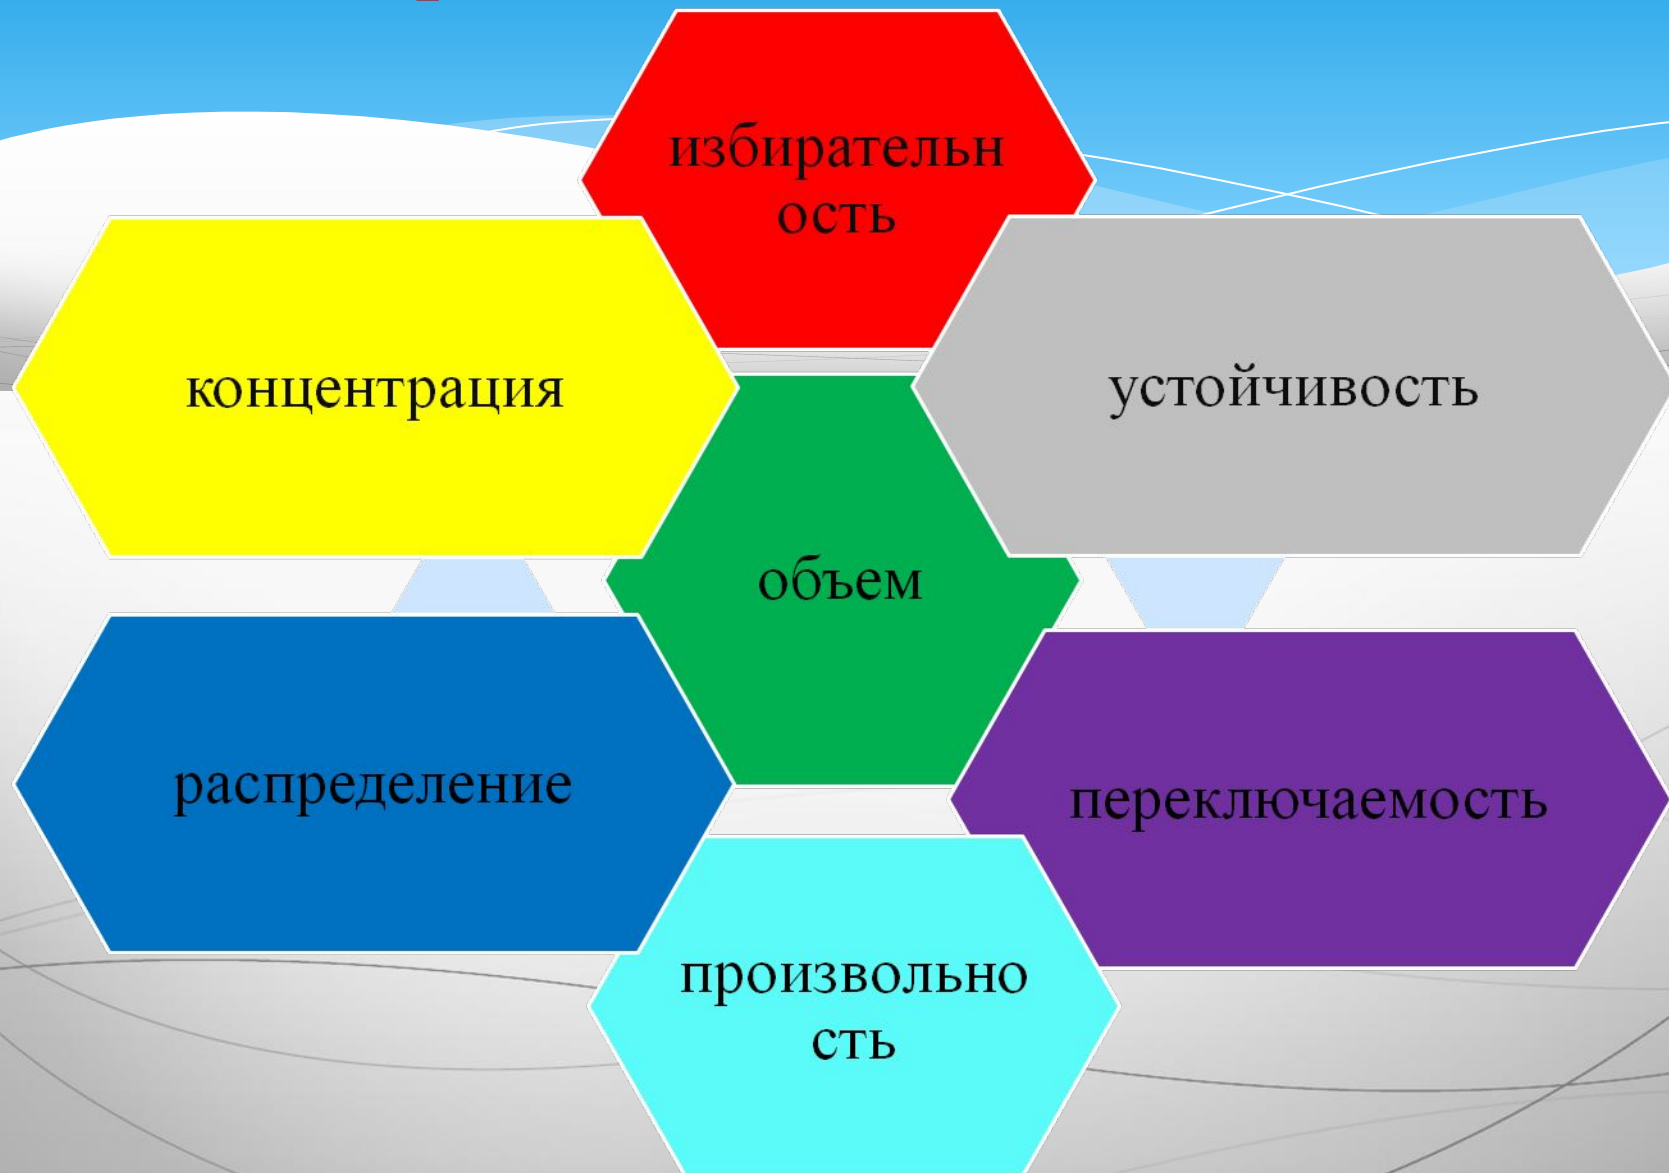 избирательн
ость
концентрация
устойчивость
объем
распределение
переключаемость
произвольно
сть